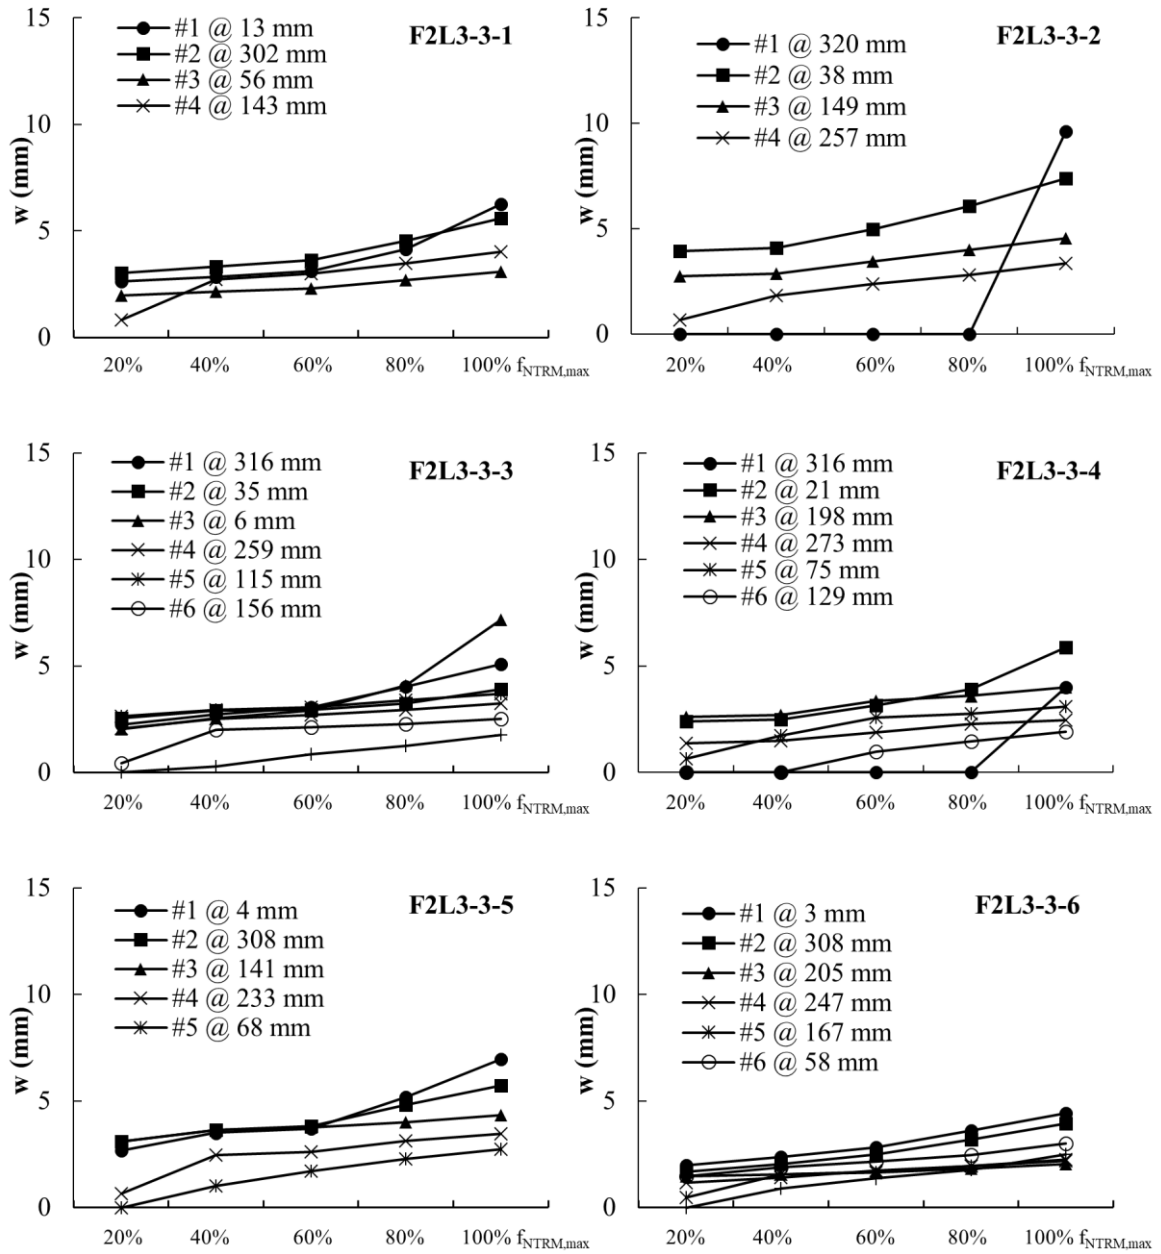 F2L3-3-1
#1 @ 13 mm
#2 @ 302 mm
#3 @ 56 mm
#4 @ 143 mm
w (mm)
15
10
5
0
20% 40% 60% 80% 100% fNTRM,max
F2L3-3-2
#1 @ 320 mm
#2 @ 38 mm
#3 @ 149 mm
#4 @ 257 mm
w (mm)
15
10
5
0
20% 40% 60% 80% 100% fNTRM,max
F2L3-3-3
#1 @ 316 mm
#2 @ 35 mm
#3 @ 6 mm
#4 @ 259 mm
#5 @ 115 mm
#6 @ 156 mm
w (mm)
15
10
5
0
20% 40% 60% 80% 100% fNTRM,max
F2L3-3-4
#1 @ 316 mm
#2 @ 21 mm
#3 @ 198 mm
#4 @ 273 mm
#5 @ 75 mm
#6 @ 129 mm
w (mm)
15
10
5
0
20% 40% 60% 80% 100% fNTRM,max
F2L3-3-5
#1 @ 4 mm
#2 @ 308 mm
#3 @ 141 mm
#4 @ 233 mm
#5 @ 68 mm
w (mm)
15
10
5
0
20% 40% 60% 80% 100% fNTRM,max
F2L3-3-6
#1 @ 3 mm
#2 @ 308 mm
#3 @ 205 mm
#4 @ 247 mm
#5 @ 167 mm
#6 @ 58 mm
w (mm)
15
10
5
0
20% 40% 60% 80% 100% fNTRM,max